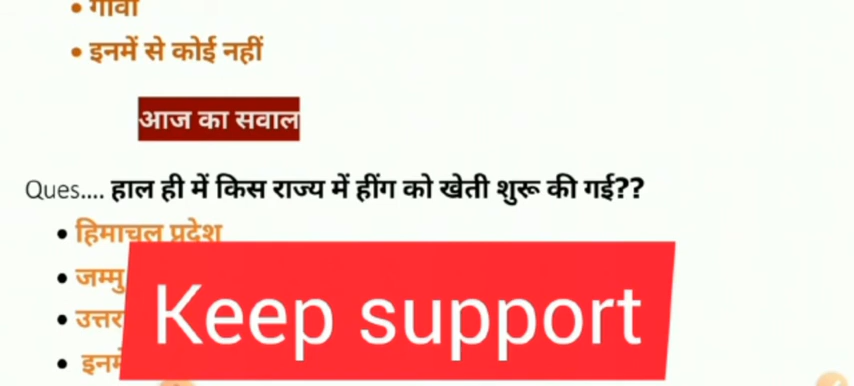 इनमें से कोई नहीं
आज का सवाल
Ques.... हाल ही में किस राज्य में हींग को खेती शुरू की गई??
हिमाचल प्रदेश
Keep support